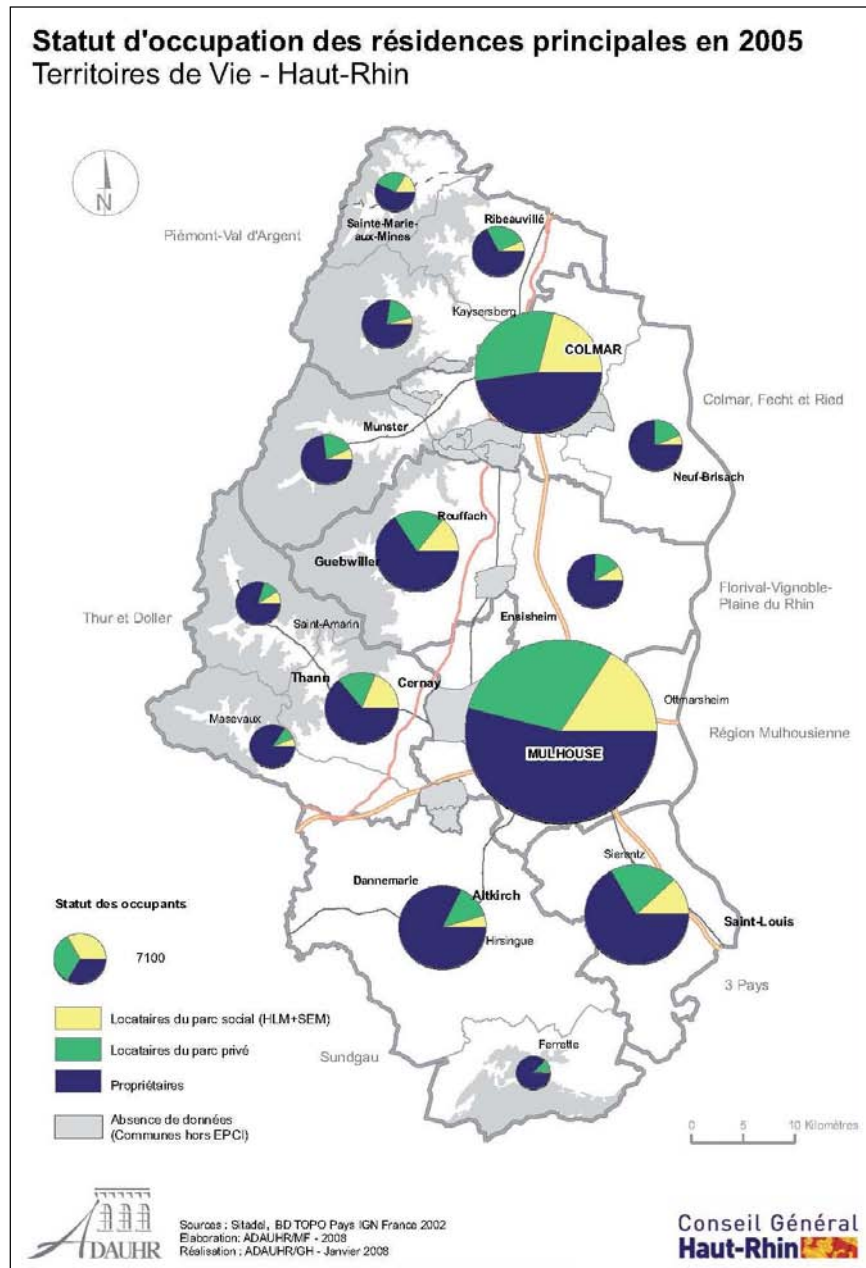 Statut d'occupation des résidences principales en 2005
Territoires de Vie - Haut-Rhin
N
Piémont-Val d'Argent
Sainte-Marie-
aux-Mines
Ribeauvillé
Kaysersberg
COLMAR
Colmar, Fecht et Ried
Munster
Neuf-Brisach
Rouffach
Guebwiller
Florival-Vignoble-
Plaine du Rhin
Ensisheim
Thur et Doller
Saint-Amarin
Thann
Cernay
Ottmarsheim
Masevaux
Région Mulhousienne
MULHOUSE
Sierentz
Dannemarie
Altkirch
Saint-Louis
Hirsingue
3 Pays
Sundgau
Ferrette
Statut des occupants
7100
Locataires du parc social (HLM+SEM)
Locataires du parc privé
Propriétaires
Absence de données
(Communes hors EPCI)
0 5 10 Kilomètres
ADAUHR
Sources : Sitadel, BD TOPO Pays IGN France 2002
Elaboration: ADAUHR/MF - 2008
Réalisation : ADAUHR/GH - Janvier 2008
Conseil Général
Haut-Rhin